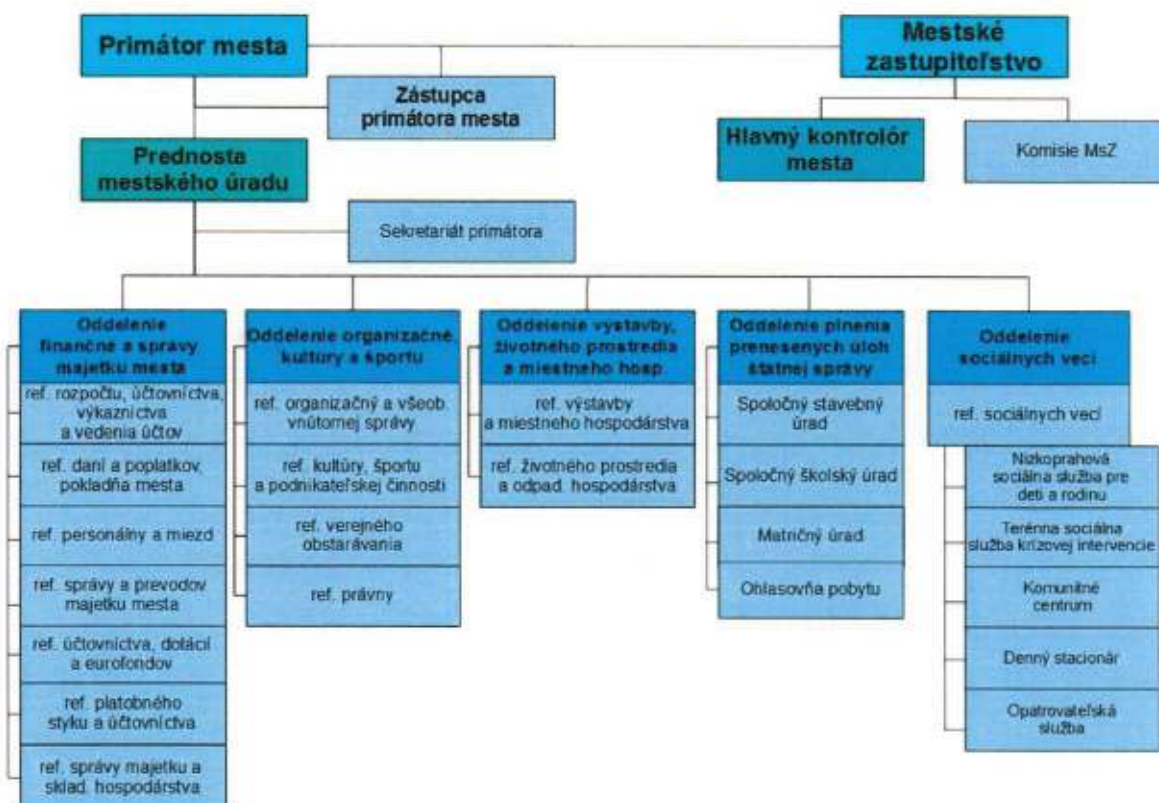 Primátor mesta
Mestské
zastupiteľstvo
Zástupca
primátora mesta
Hlavný kontrolór
mesta
Komisie MsZ
Prednosta
mestského úradu
Sekretariát primátora
Oddelenie
finančné a správy
majetku mesta
ref. rozpočtu, účtovníctva,
výkazníctva
a vedenia účtov
ref. daní a poplatkov,
pokladňa mesta
ref. personálny a miezd
ref. správy a prevodov
majetku mesta
ref. účtovníctva, dotácií
a eurofondov
ref. platobného
styku a účtovníctva
ref. správy majetku a
sklad. hospodárstva
Oddelenie organizačné,
kultúry a športu
ref. organizačný a všeob.
vnútornej správy
ref. kultúry, športu
a podnikateľskej činnosti
ref. verejného
obstarávania
ref. právny
Oddelenie výstavby,
životného prostredia
a miestneho hosp.
ref. výstavby
a miestneho hospodárstva
ref. životného prostredia
a odpad. hospodárstva
Oddelenie plnenia
prenesených úloh
štátnej správy
Spoločný stavebný
úrad
Spoločný školský úrad
Matričný úrad
Ohlasovňa pobytu
Oddelenie
sociálnych vecí
ref. sociálnych vecí
Nízkoprahová
sociálna služba pre
deti a rodinu
Terénna sociálna
služba krízovej intervencie
Komunitné
centrum
Denný stacionár
Opatrovateľská
služba